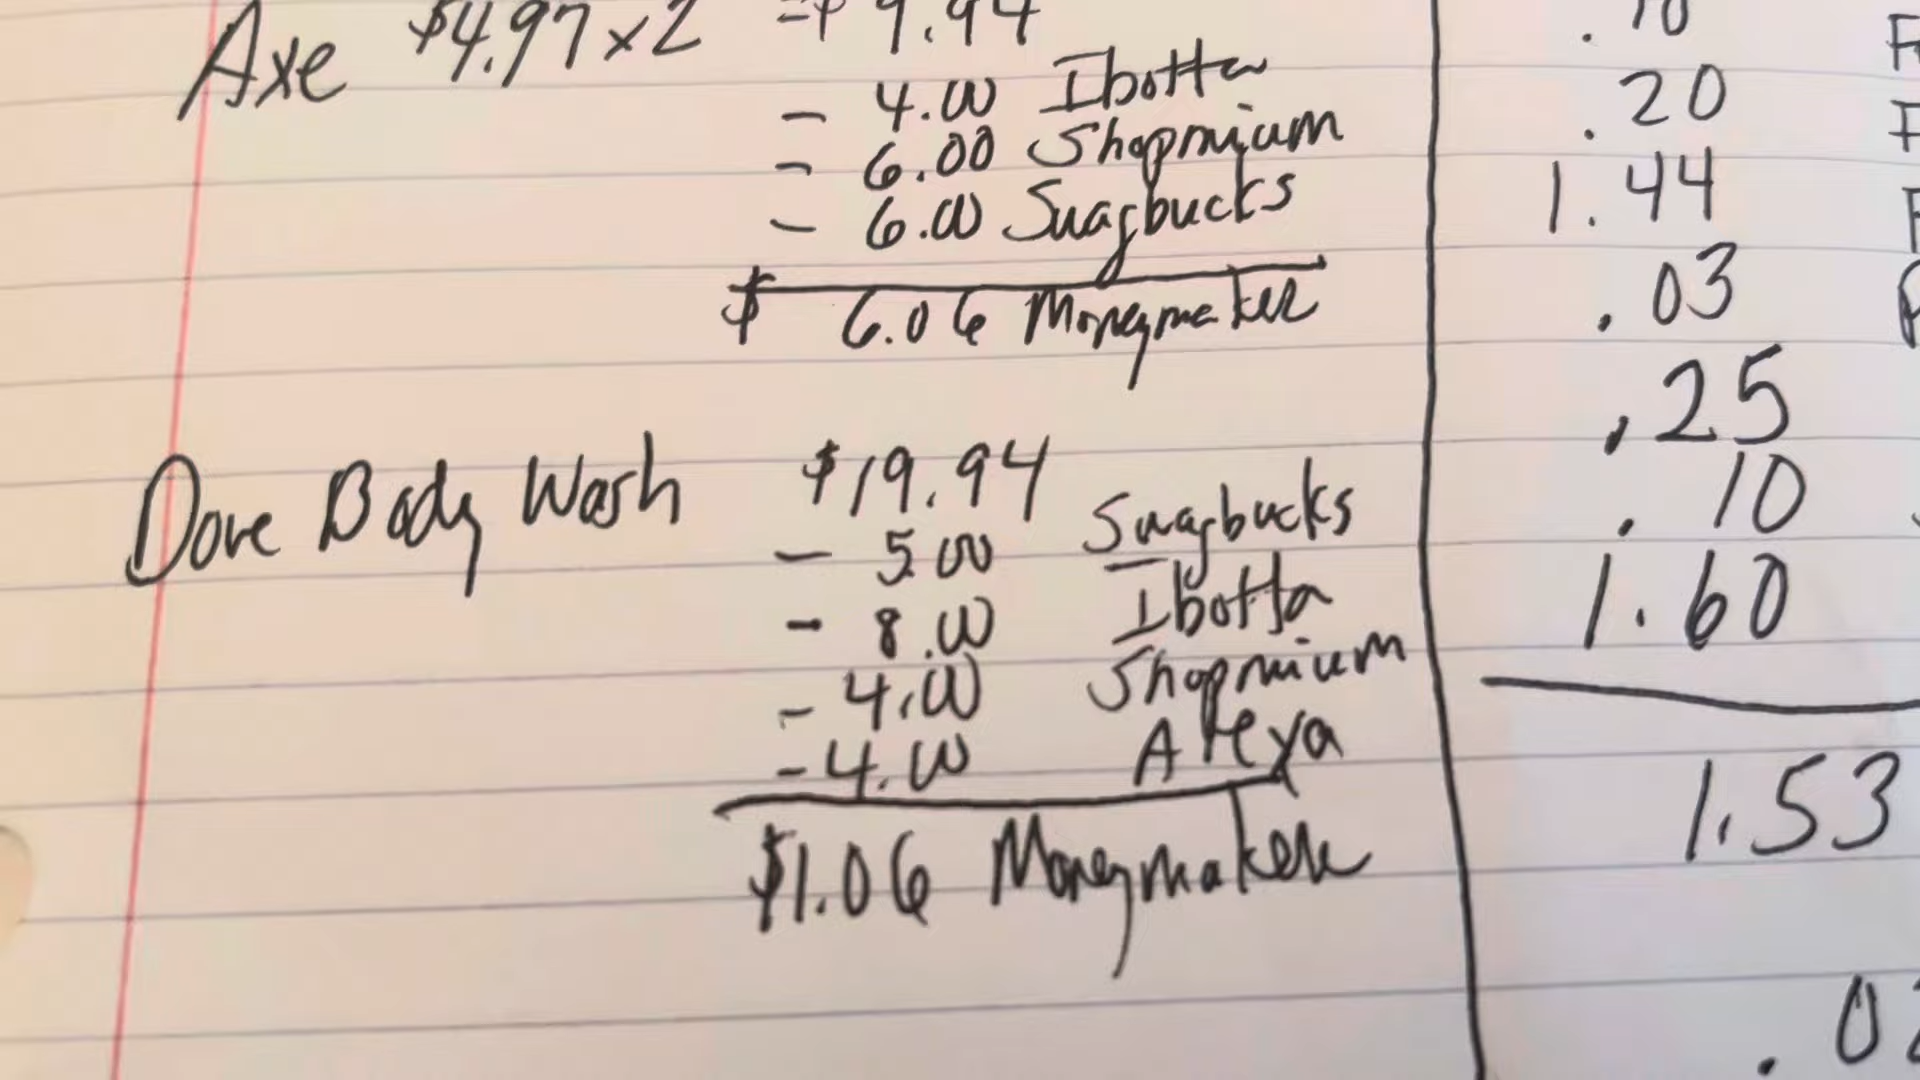 Axe $4.97x2 =$9.94
- 4.00 Ibotta
- 6.00 Shopmium
- 6.00 Swagbucks
$ 6.06 Moneymaker
Dove Body Wash $19.94
- 5.00 Swagbucks
- 8.00 Ibotta
- 4.00 Shopmium
- 4.00 Alexa
$1.06 Moneymaker
.10
.20
1.44
.03
.25
.10
1.60
1.53